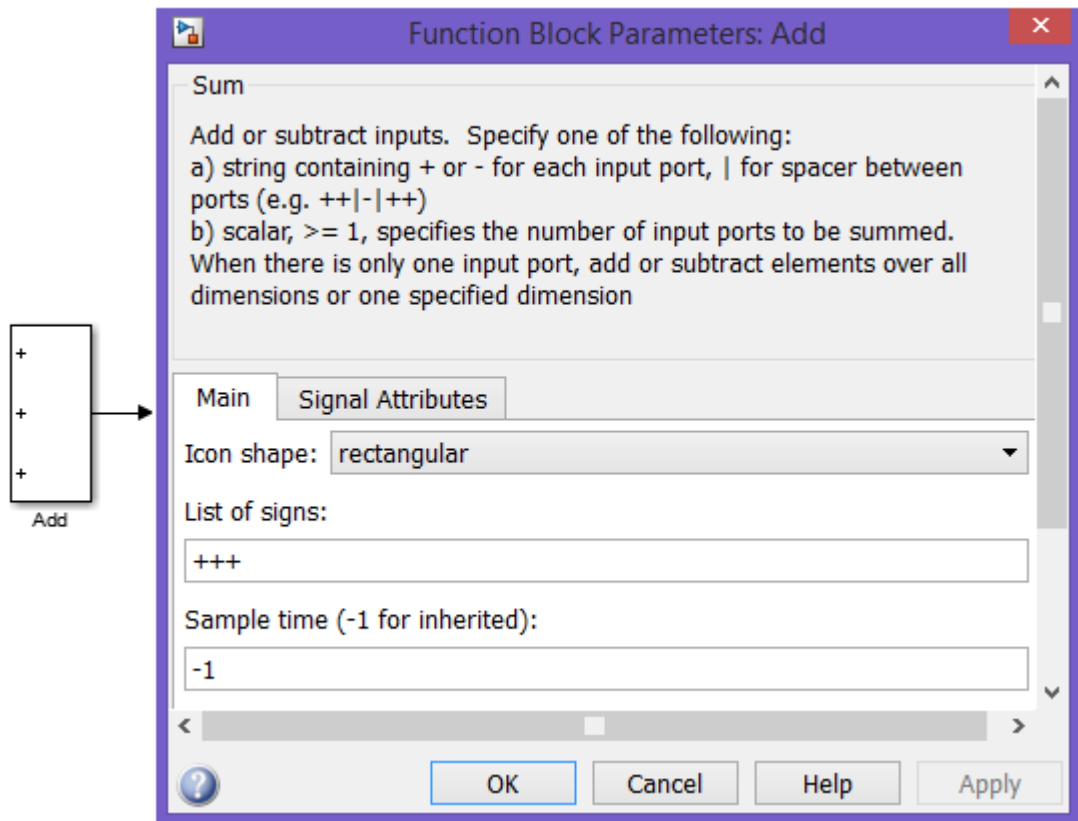 Function Block Parameters: Add
Sum
Add or subtract inputs.  Specify one of the following:
a) string containing + or - for each input port, | for spacer between
ports (e.g. ++|-|++)
b) scalar, >= 1, specifies the number of input ports to be summed.
When there is only one input port, add or subtract elements over all
dimensions or one specified dimension
+
+
+
Add
Main
Signal Attributes
Icon shape: rectangular
List of signs:
+++
Sample time (-1 for inherited):
-1
OK
Cancel
Help
Apply